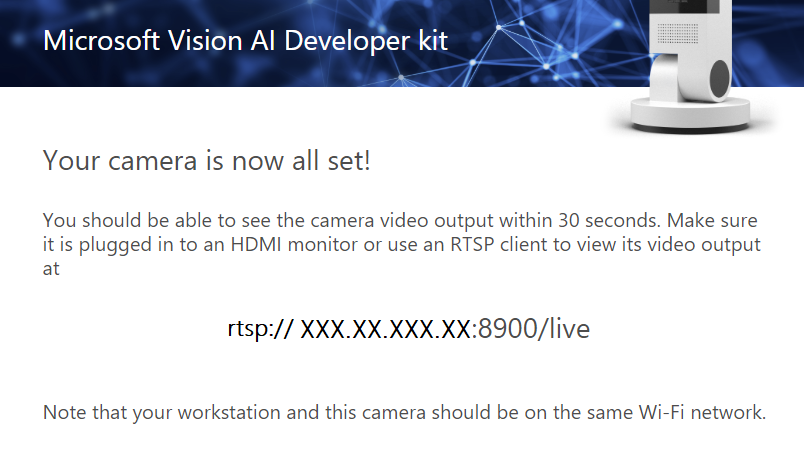 Microsoft Vision AI Developer kit
Your camera is now all set!
You should be able to see the camera video output within 30 seconds. Make sure
it is plugged in to an HDMI monitor or use an RTSP client to view its video output
at
rtsp:// XXX.XX.XXX.XX:8900/live
Note that your workstation and this camera should be on the same Wi-Fi network.